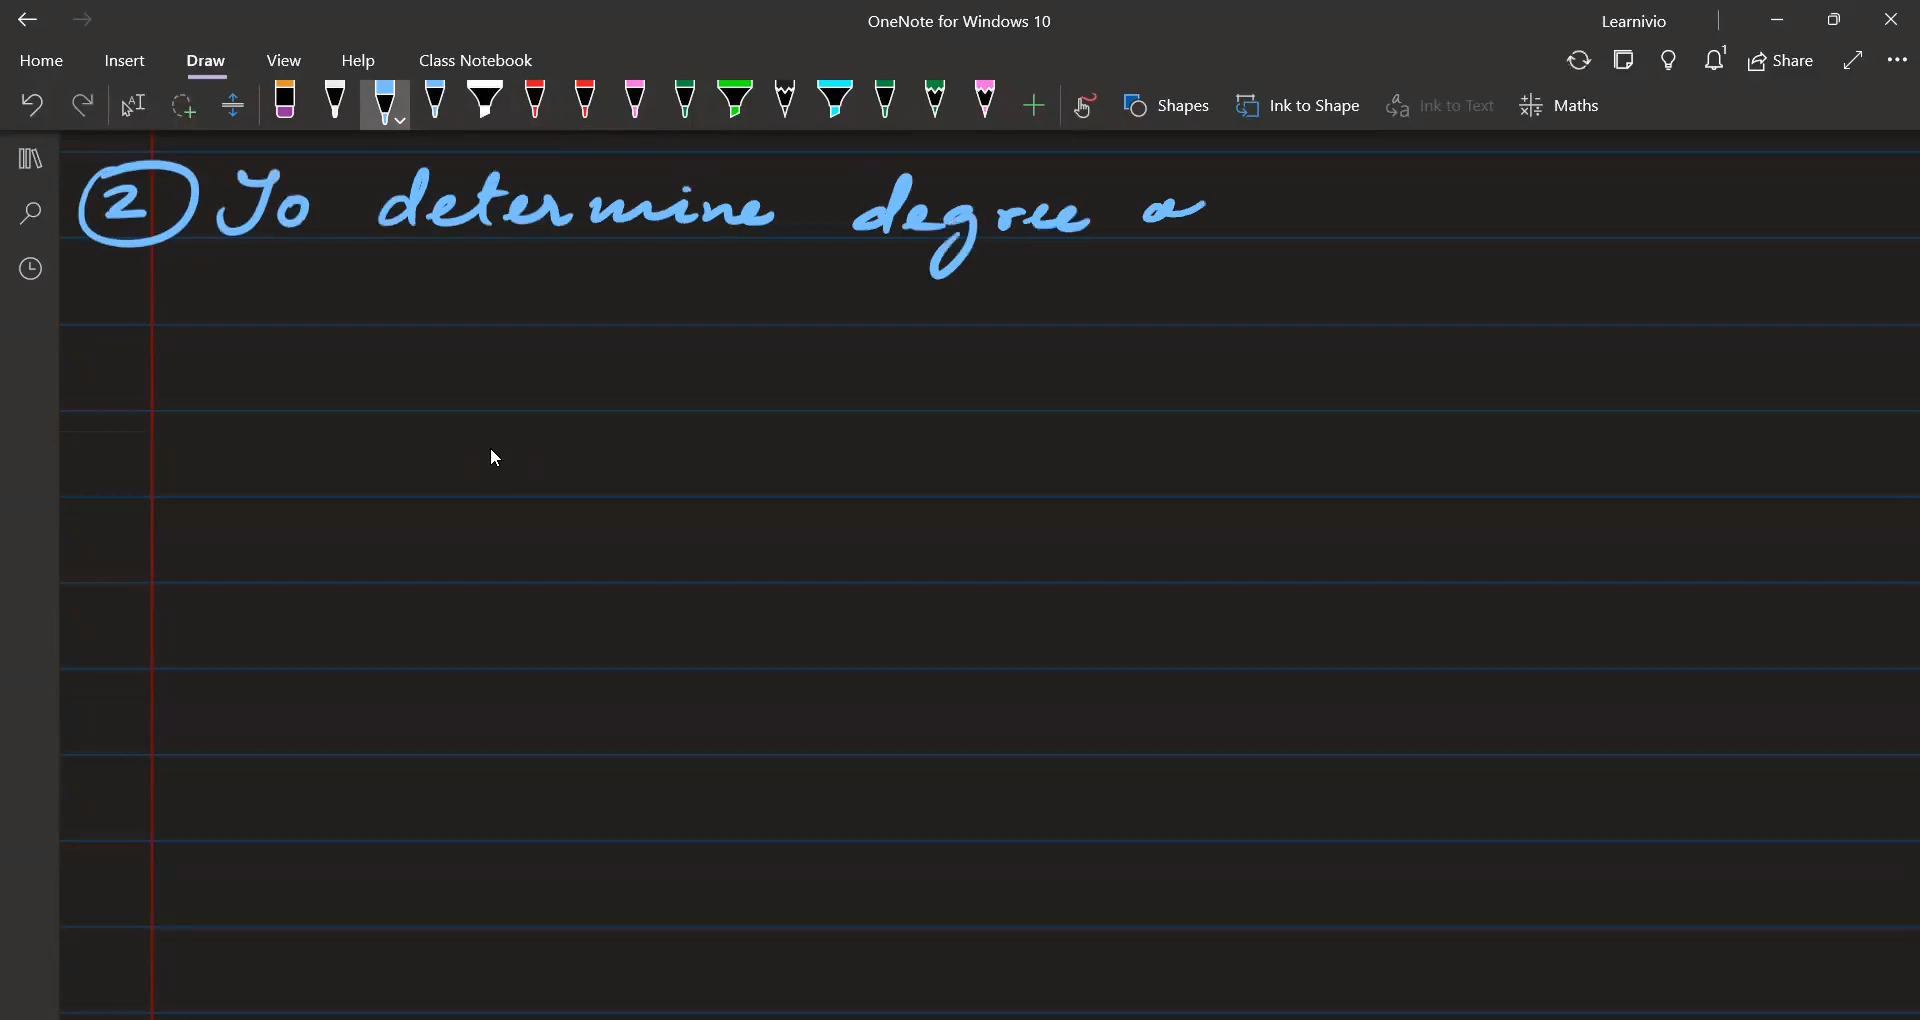 OneNote for Windows 10
Learnivio
Home Insert Draw View Help Class Notebook
1
Share
Shapes Ink to Shape Ink to Text Maths
2 To determine degree